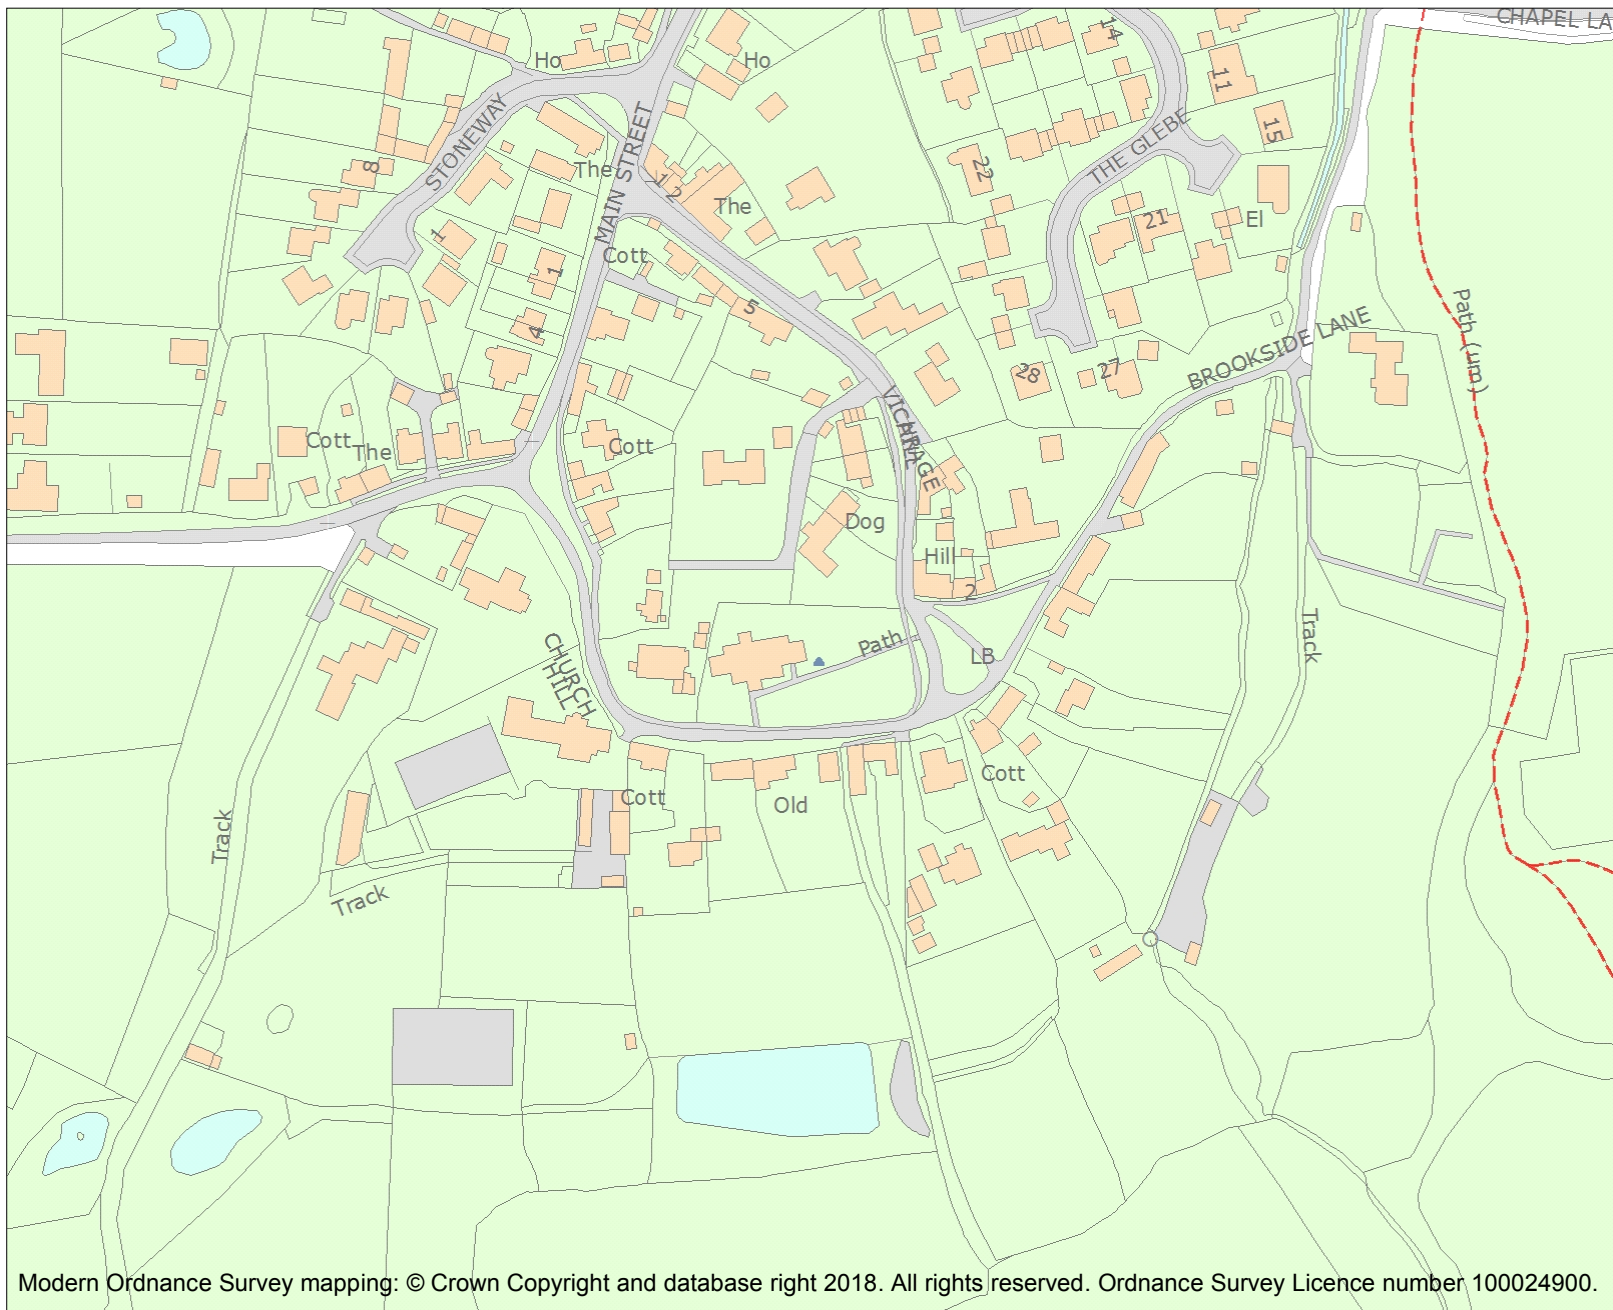 CHAPEL LA
14
Ho
Ho
11
STONEWAY
MAIN STREET
15
THE GLEBE
8
The
12
22
The
21
El
1
Cott
1
Path (um)
5
4
BROOKSIDE LANE
28
27
VICARAGE
LANE
Cott
The
Cott
Dog
Hill
2
Track
Path
LB
CHURCH
HILL
Cott
Cott
Old
Track
Track
Modern Ordnance Survey mapping: © Crown Copyright and database right 2018. All rights reserved. Ordnance Survey Licence number 100024900.